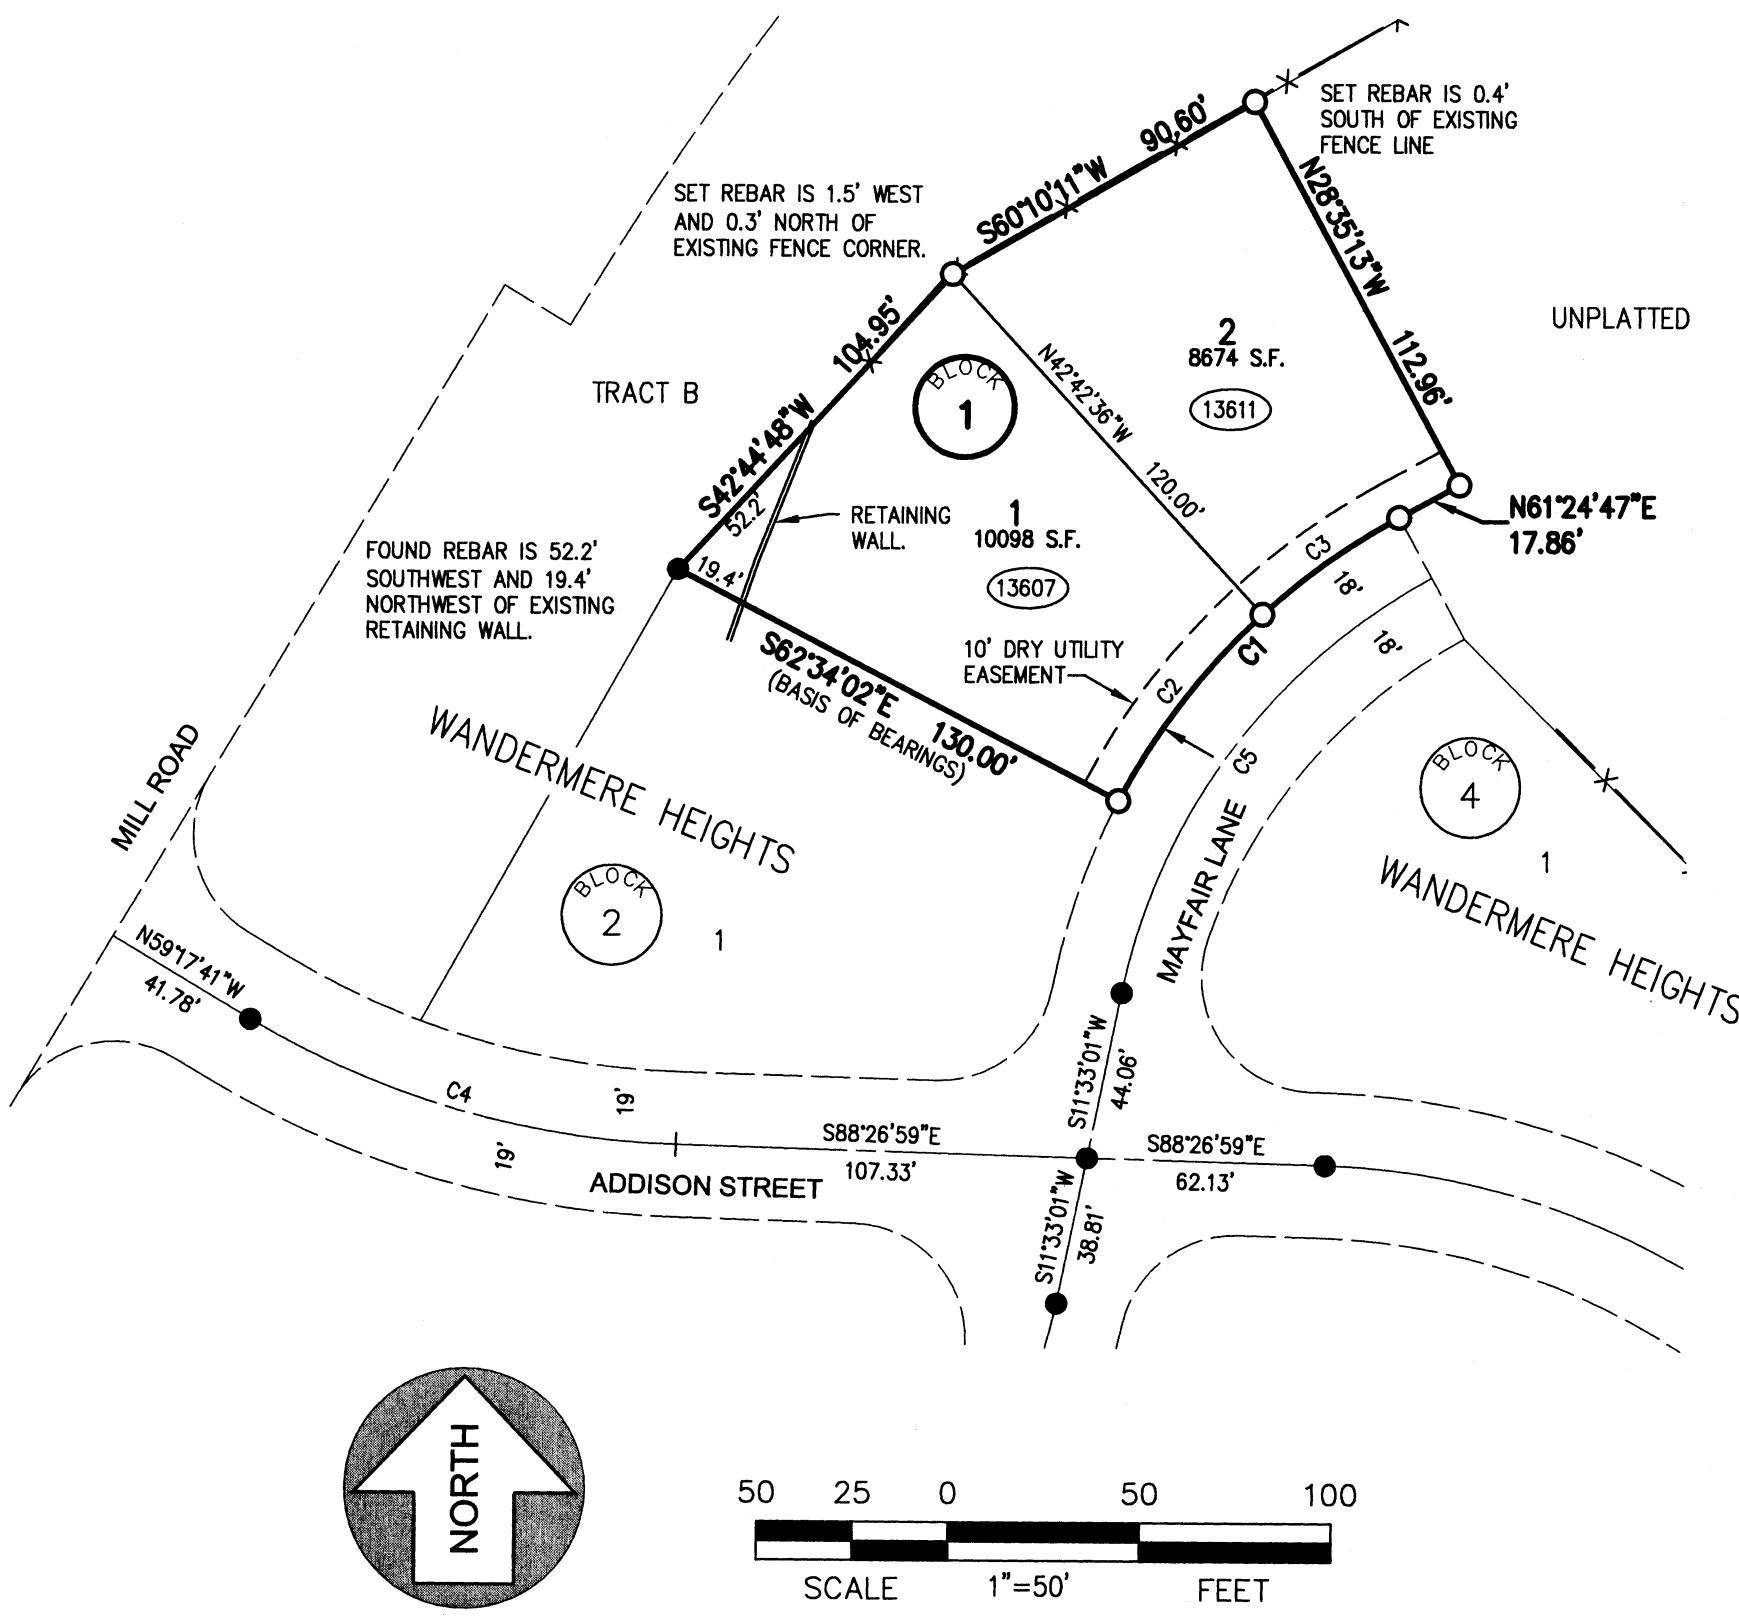 SET REBAR IS 0.4'
SOUTH OF EXISTING
FENCE LINE
90.60'
S60°10'11"W
N28°35'13"W
112.96'
SET REBAR IS 1.5' WEST
AND 0.3' NORTH OF
EXISTING FENCE CORNER.
UNPLATTED
2
8674 S.F.
13611
104.95'
S42°44'48"W
52.2'
TRACT B
BLOCK
1
N42°42'36"W
120.00'
N61°24'47"E
17.86'
RETAINING
WALL.
1
10098 S.F.
13607
C3
18'
18'
FOUND REBAR IS 52.2'
SOUTHWEST AND 19.4'
NORTHWEST OF EXISTING
RETAINING WALL.
19.4'
10' DRY UTILITY
EASEMENT
C1
C2
C5
S62°34'02"E 130.00'
(BASIS OF BEARINGS)
MILL ROAD
WANDERMERE HEIGHTS
BLOCK
2
1
MAYFAIR LANE
BLOCK
4
1
WANDERMERE HEIGHTS
N59°17'41"W
41.78'
C4
19'
19'
S11°33'01"W
44.06'
S88°26'59"E
107.33'
S88°26'59"E
62.13'
ADDISON STREET
S11°33'01"W
38.81'
NORTH
50 25 0 50 100
SCALE 1"=50' FEET